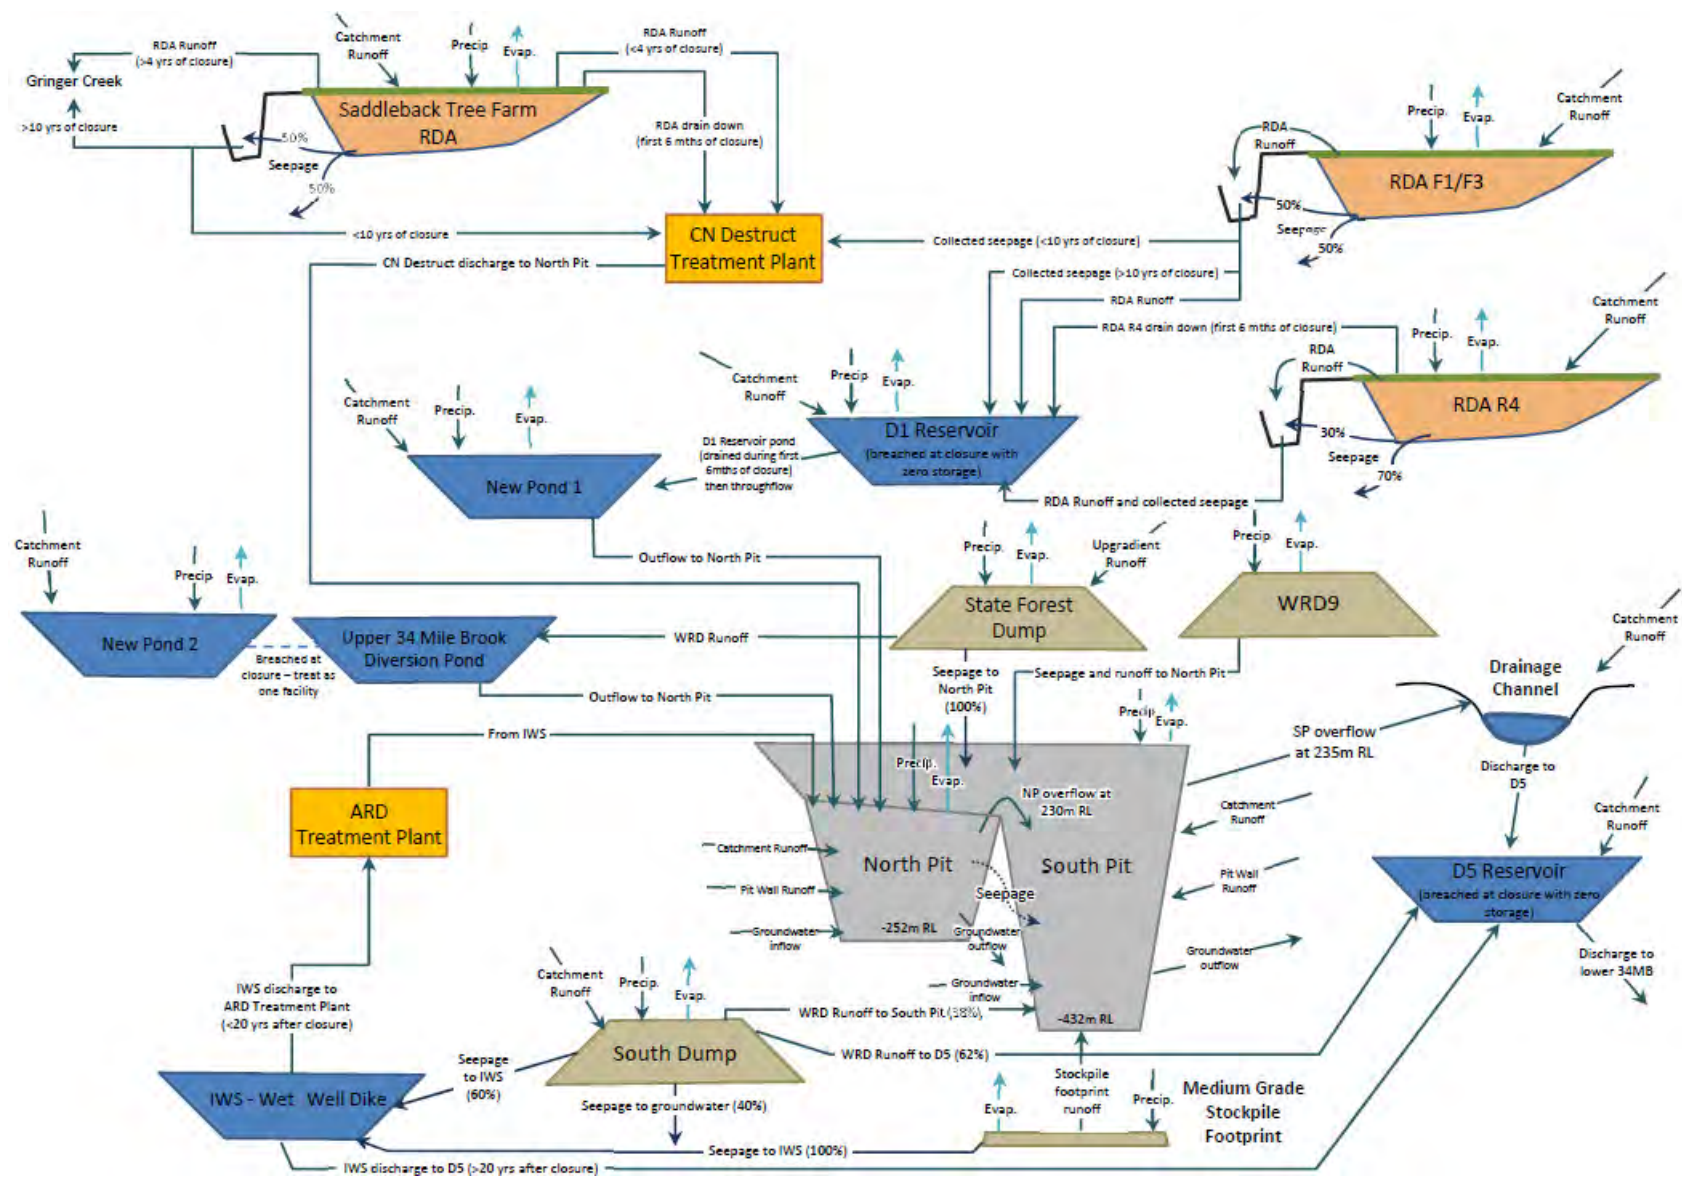 RDA Runoff
(>4 yrs of closure)
Catchment
Runoff
Precip
Evap.
RDA Runoff
(<4 yrs of closure)
Gringer Creek
>10 yrs of closure
Saddleback Tree Farm
RDA
50%
Seepage
50%
RDA drain down
(first 6 mths of closure)
<10 yrs of closure
CN Destruct
Treatment Plant
CN Destruct discharge to North Pit
Precip.
Evap.
Catchment
Runoff
RDA
Runoff
RDA F1/F3
50%
Seepage
50%
Collected seepage (<10 yrs of closure)
Collected seepage (>10 yrs of closure)
RDA Runoff
RDA R4 drain down (first 6 mths of closure)
Precip.
Evap.
Catchment
Runoff
RDA
Runoff
RDA R4
30%
Seepage
70%
Catchment
Runoff
Precip
Evap.
D1 Reservoir
(breached at closure with
zero storage)
RDA Runoff and collected seepage
D1 Reservoir pond
(drained during first
6mths of closure)
then throughflow
Catchment
Runoff
Precip.
Evap.
New Pond 1
Outflow to North Pit
Catchment
Runoff
Precip
Evap.
New Pond 2
Breached at
closure – treat as
one facility
Upper 34 Mile Brook
Diversion Pond
WRD Runoff
Outflow to North Pit
Precip.
Evap.
Upgradient
Runoff
State Forest
Dump
Seepage to
North Pit
(100%)
Precip
Evap.
WRD9
Seepage and runoff to North Pit
Catchment
Runoff
Drainage
Channel
SP overflow
at 235m RL
Discharge to
D5
Catchment
Runoff
D5 Reservoir
(breached at closure with zero
storage)
Discharge to
lower 34MB
From IWS
ARD
Treatment Plant
Precip.
Evap.
Precip
Evap.
NP overflow at
230m RL
North Pit
South Pit
Seepage
-252m RL
-432m RL
Catchment Runoff
Pit Wall Runoff
Groundwater
inflow
Groundwater
outflow
Groundwater
inflow
Catchment
Runoff
Pit Wall
Runoff
Groundwater
outflow
IWS discharge to
ARD Treatment Plant
(<20 yrs after closure)
Catchment
Runoff
Precip.
Evap.
South Dump
WRD Runoff to South Pit (38%)
WRD Runoff to D5 (62%)
Seepage
to IWS
(60%)
Seepage to groundwater (40%)
IWS - Wet Well Dike
Seepage to IWS (100%)
IWS discharge to D5 (>20 yrs after closure)
Stockpile
footprint
runoff
Evap.
Precip.
Medium Grade
Stockpile
Footprint